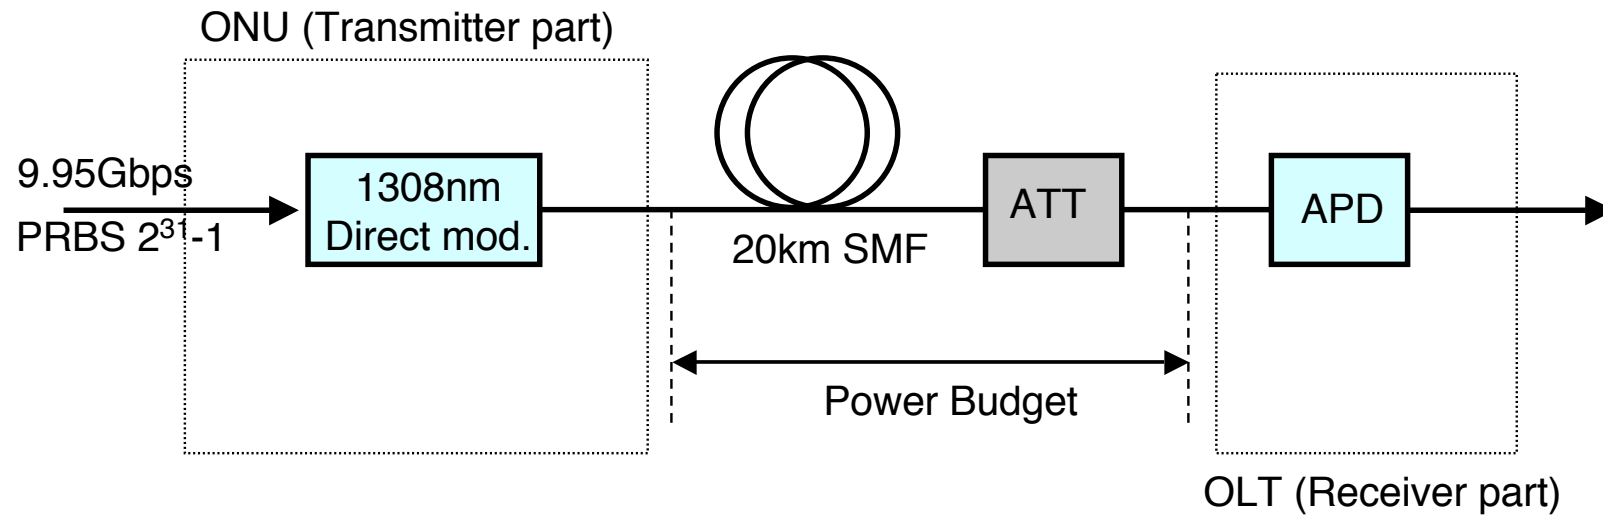 ONU (Transmitter part)
9.95Gbps
PRBS 2³¹-1
1308nm
Direct mod.
20km SMF
ATT
APD
Power Budget
OLT (Receiver part)